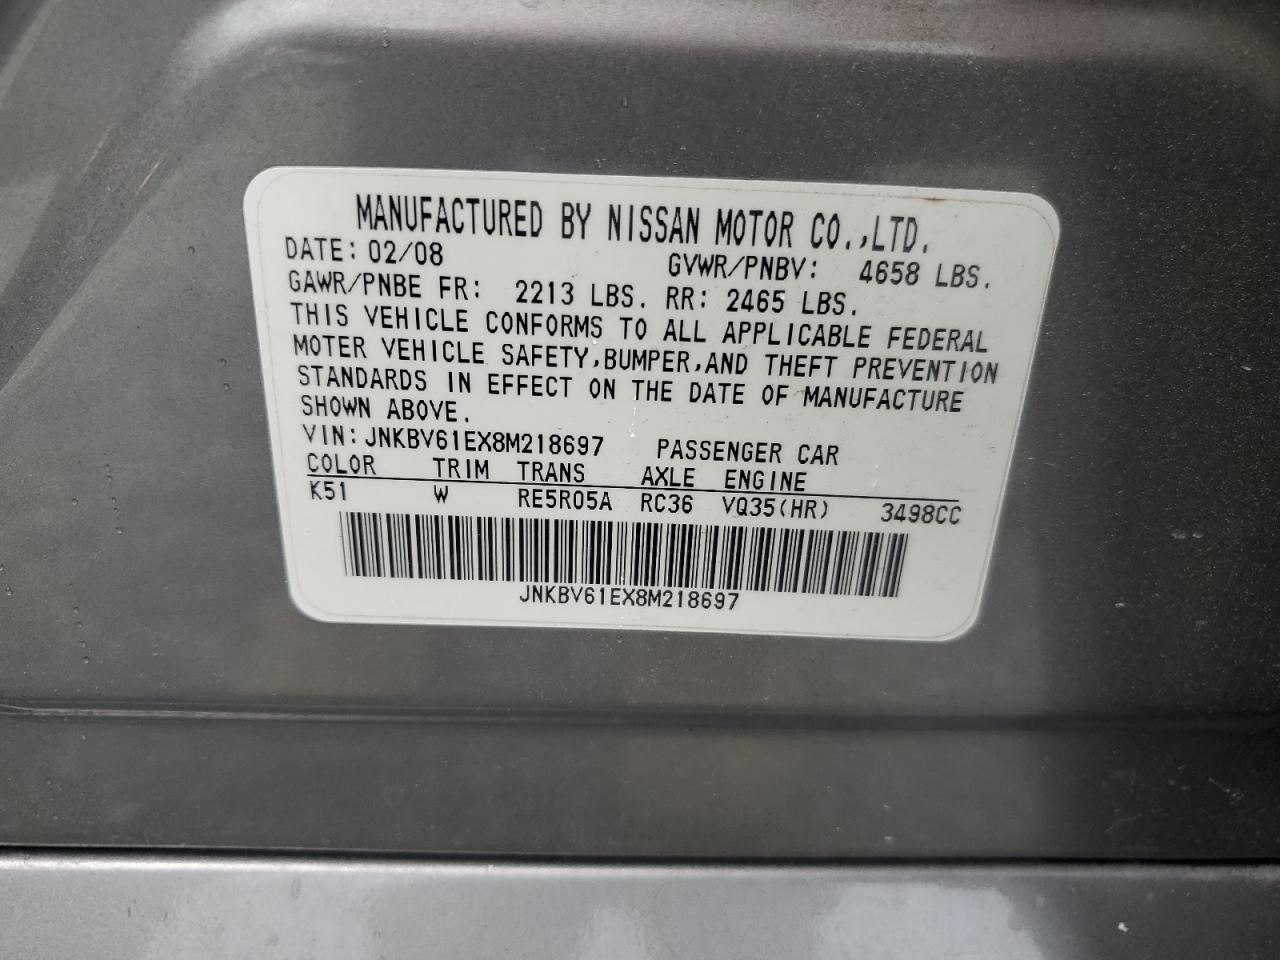 MANUFACTURED BY NISSAN MOTOR CO.,LTD.
DATE: 02/08 GVWR/PNBV: 4658 LBS.
GAWR/PNBE FR: 2213 LBS. RR: 2465 LBS.
THIS VEHICLE CONFORMS TO ALL APPLICABLE FEDERAL
MOTER VEHICLE SAFETY,BUMPER,AND THEFT PREVENTION
STANDARDS IN EFFECT ON THE DATE OF MANUFACTURE
SHOWN ABOVE.
VIN: JNKBV61EX8M218697 PASSENGER CAR
COLOR TRIM TRANS AXLE ENGINE
K51 W RE5R05A RC36 VQ35(HR) 3498CC
JNKBV61EX8M218697